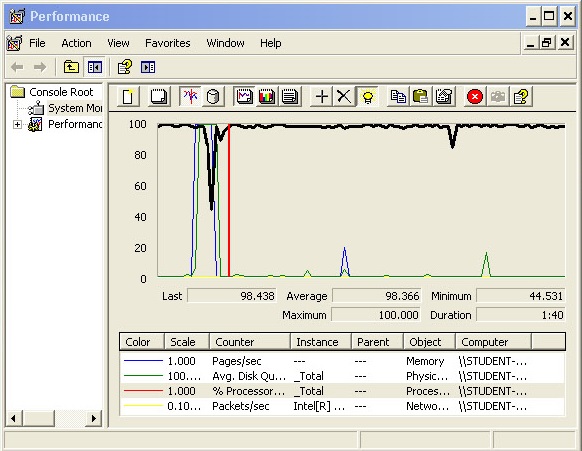 Performance
File Action View Favorites Window Help
Console Root
System Mor
Performanc
100
80
60
40
20
0
Last 98.438 Average 98.366 Minimum 44.531
Maximum 100.000 Duration 1:40
Color Scale Counter Instance Parent Object Computer
1.000 Pages/sec --- --- Memory \\STUDENT-...
100.... Avg. Disk Qu... _Total --- Physic... \\STUDENT-...
1.000 % Processor... _Total --- Proces... \\STUDENT-...
0.10... Packets/sec Intel[R] ... --- Netwo... \\STUDENT-...